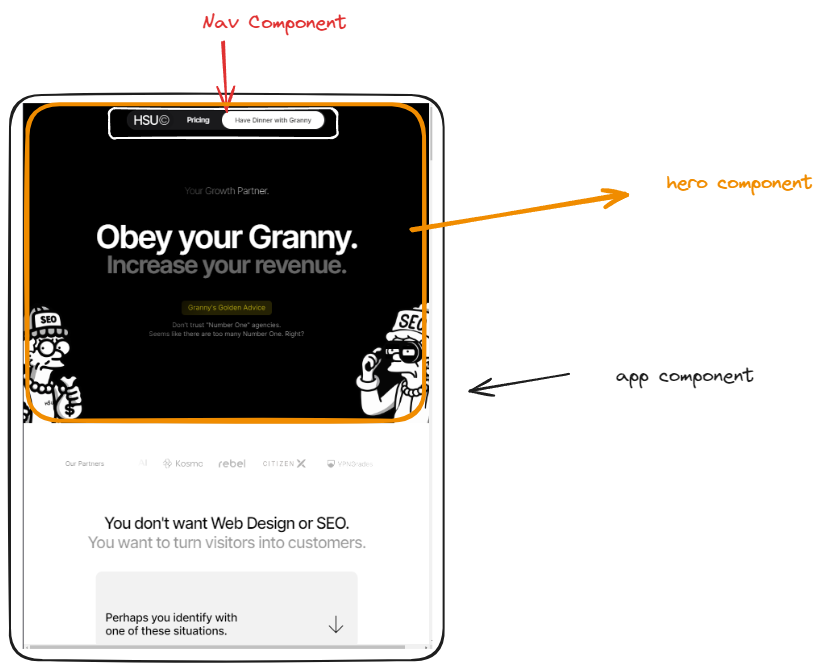 Nav Component
HSU©
Pricing
Have Dinner with Granny
hero component
Your Growth Partner.
Obey your Granny.
Increase your revenue.
Granny's Golden Advice
Don't trust "Number One" agencies.
Seems like there are too many Number One. Right?
SEO
SEO
$
app component
Our Partners
Kosmo
rebel
CITIZEN X
You don't want Web Design or SEO.
You want to turn visitors into customers.
Perhaps you identify with
one of these situations.